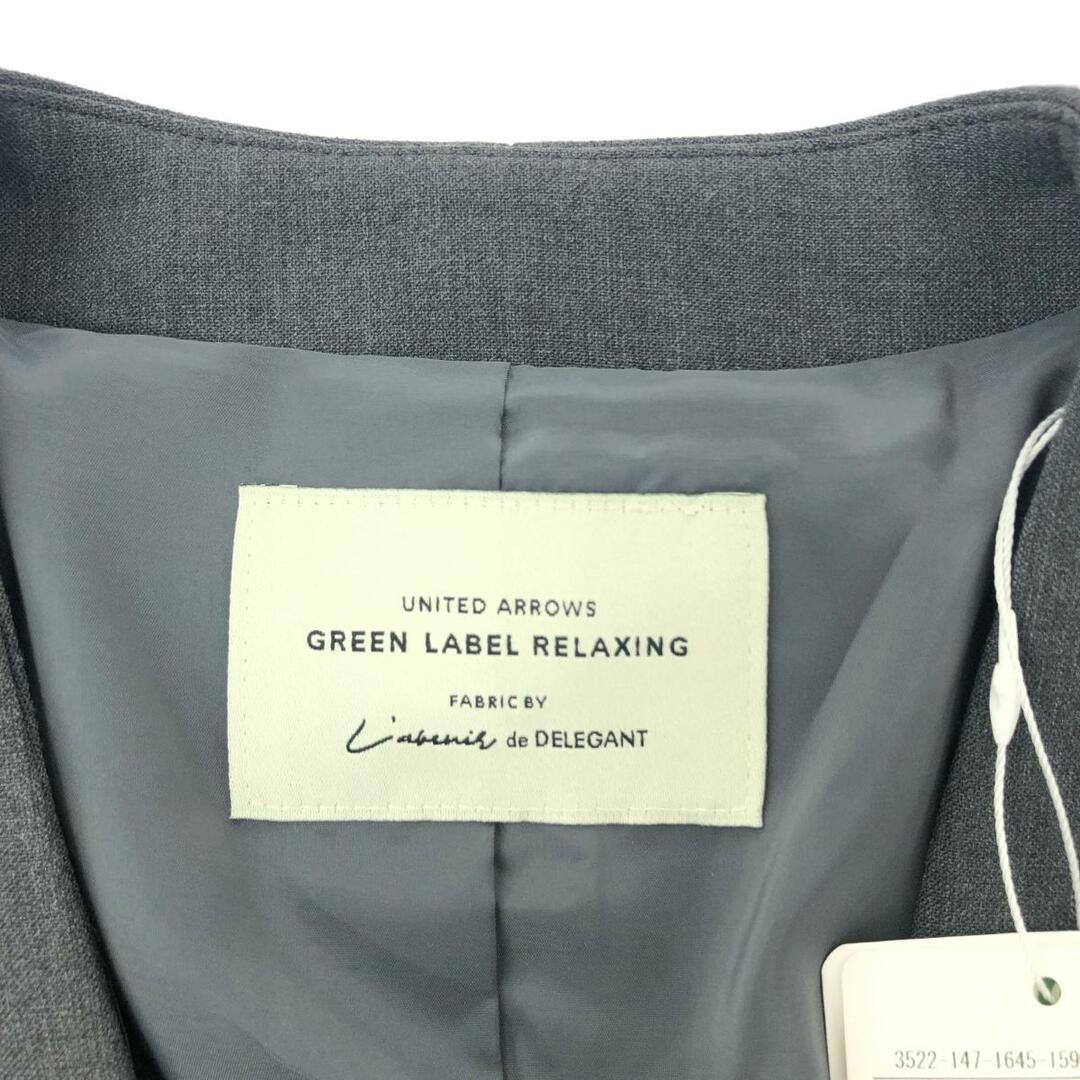 UNITED ARROWS
GREEN LABEL RELAXING
FABRIC BY
L'abenir de DELEGANT
3522-147-1645-159